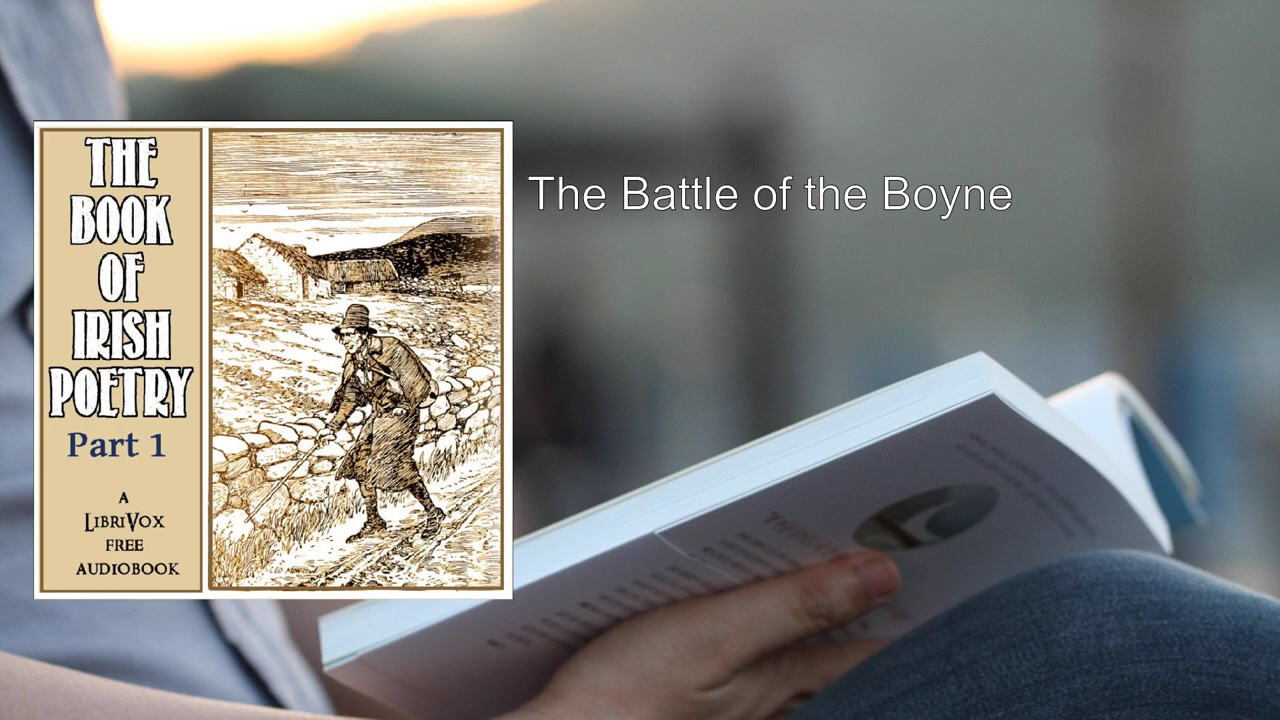 THE
BOOK
OF
IRISH
POETRY
Part 1
A
LIBRIVOX
FREE
AUDIOBOOK
The Battle of the Boyne